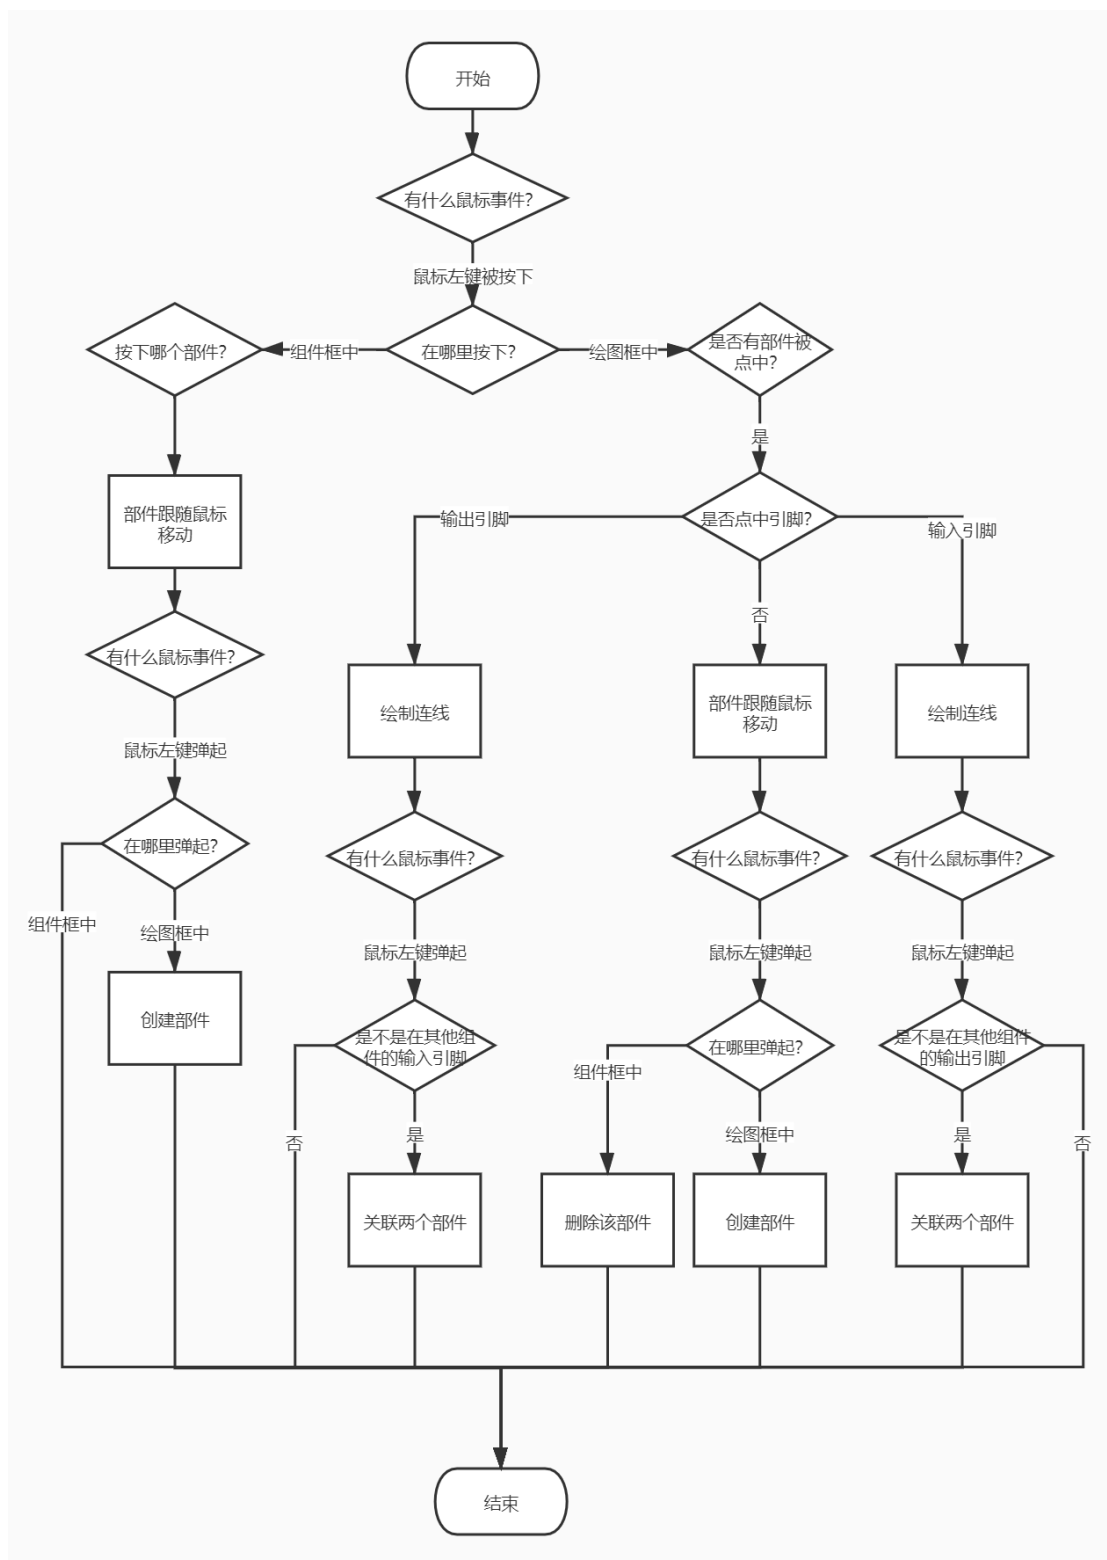 开始
有什么鼠标事件?
鼠标左键被按下
按下哪个部件?
组件框中
在哪里按下?
绘图框中
是否有部件被
点中?
是
部件跟随鼠标
移动
输出引脚
是否点中引脚?
输入引脚
否
有什么鼠标事件?
绘制连线
部件跟随鼠标
移动
绘制连线
鼠标左键弹起
在哪里弹起?
有什么鼠标事件?
有什么鼠标事件?
有什么鼠标事件?
组件框中
绘图框中
鼠标左键弹起
鼠标左键弹起
鼠标左键弹起
创建部件
是不是在其他组
件的输入引脚
在哪里弹起?
是不是在其他组件
的输出引脚
组件框中
否
是
绘图框中
是
否
关联两个部件
删除该部件
创建部件
关联两个部件
结束